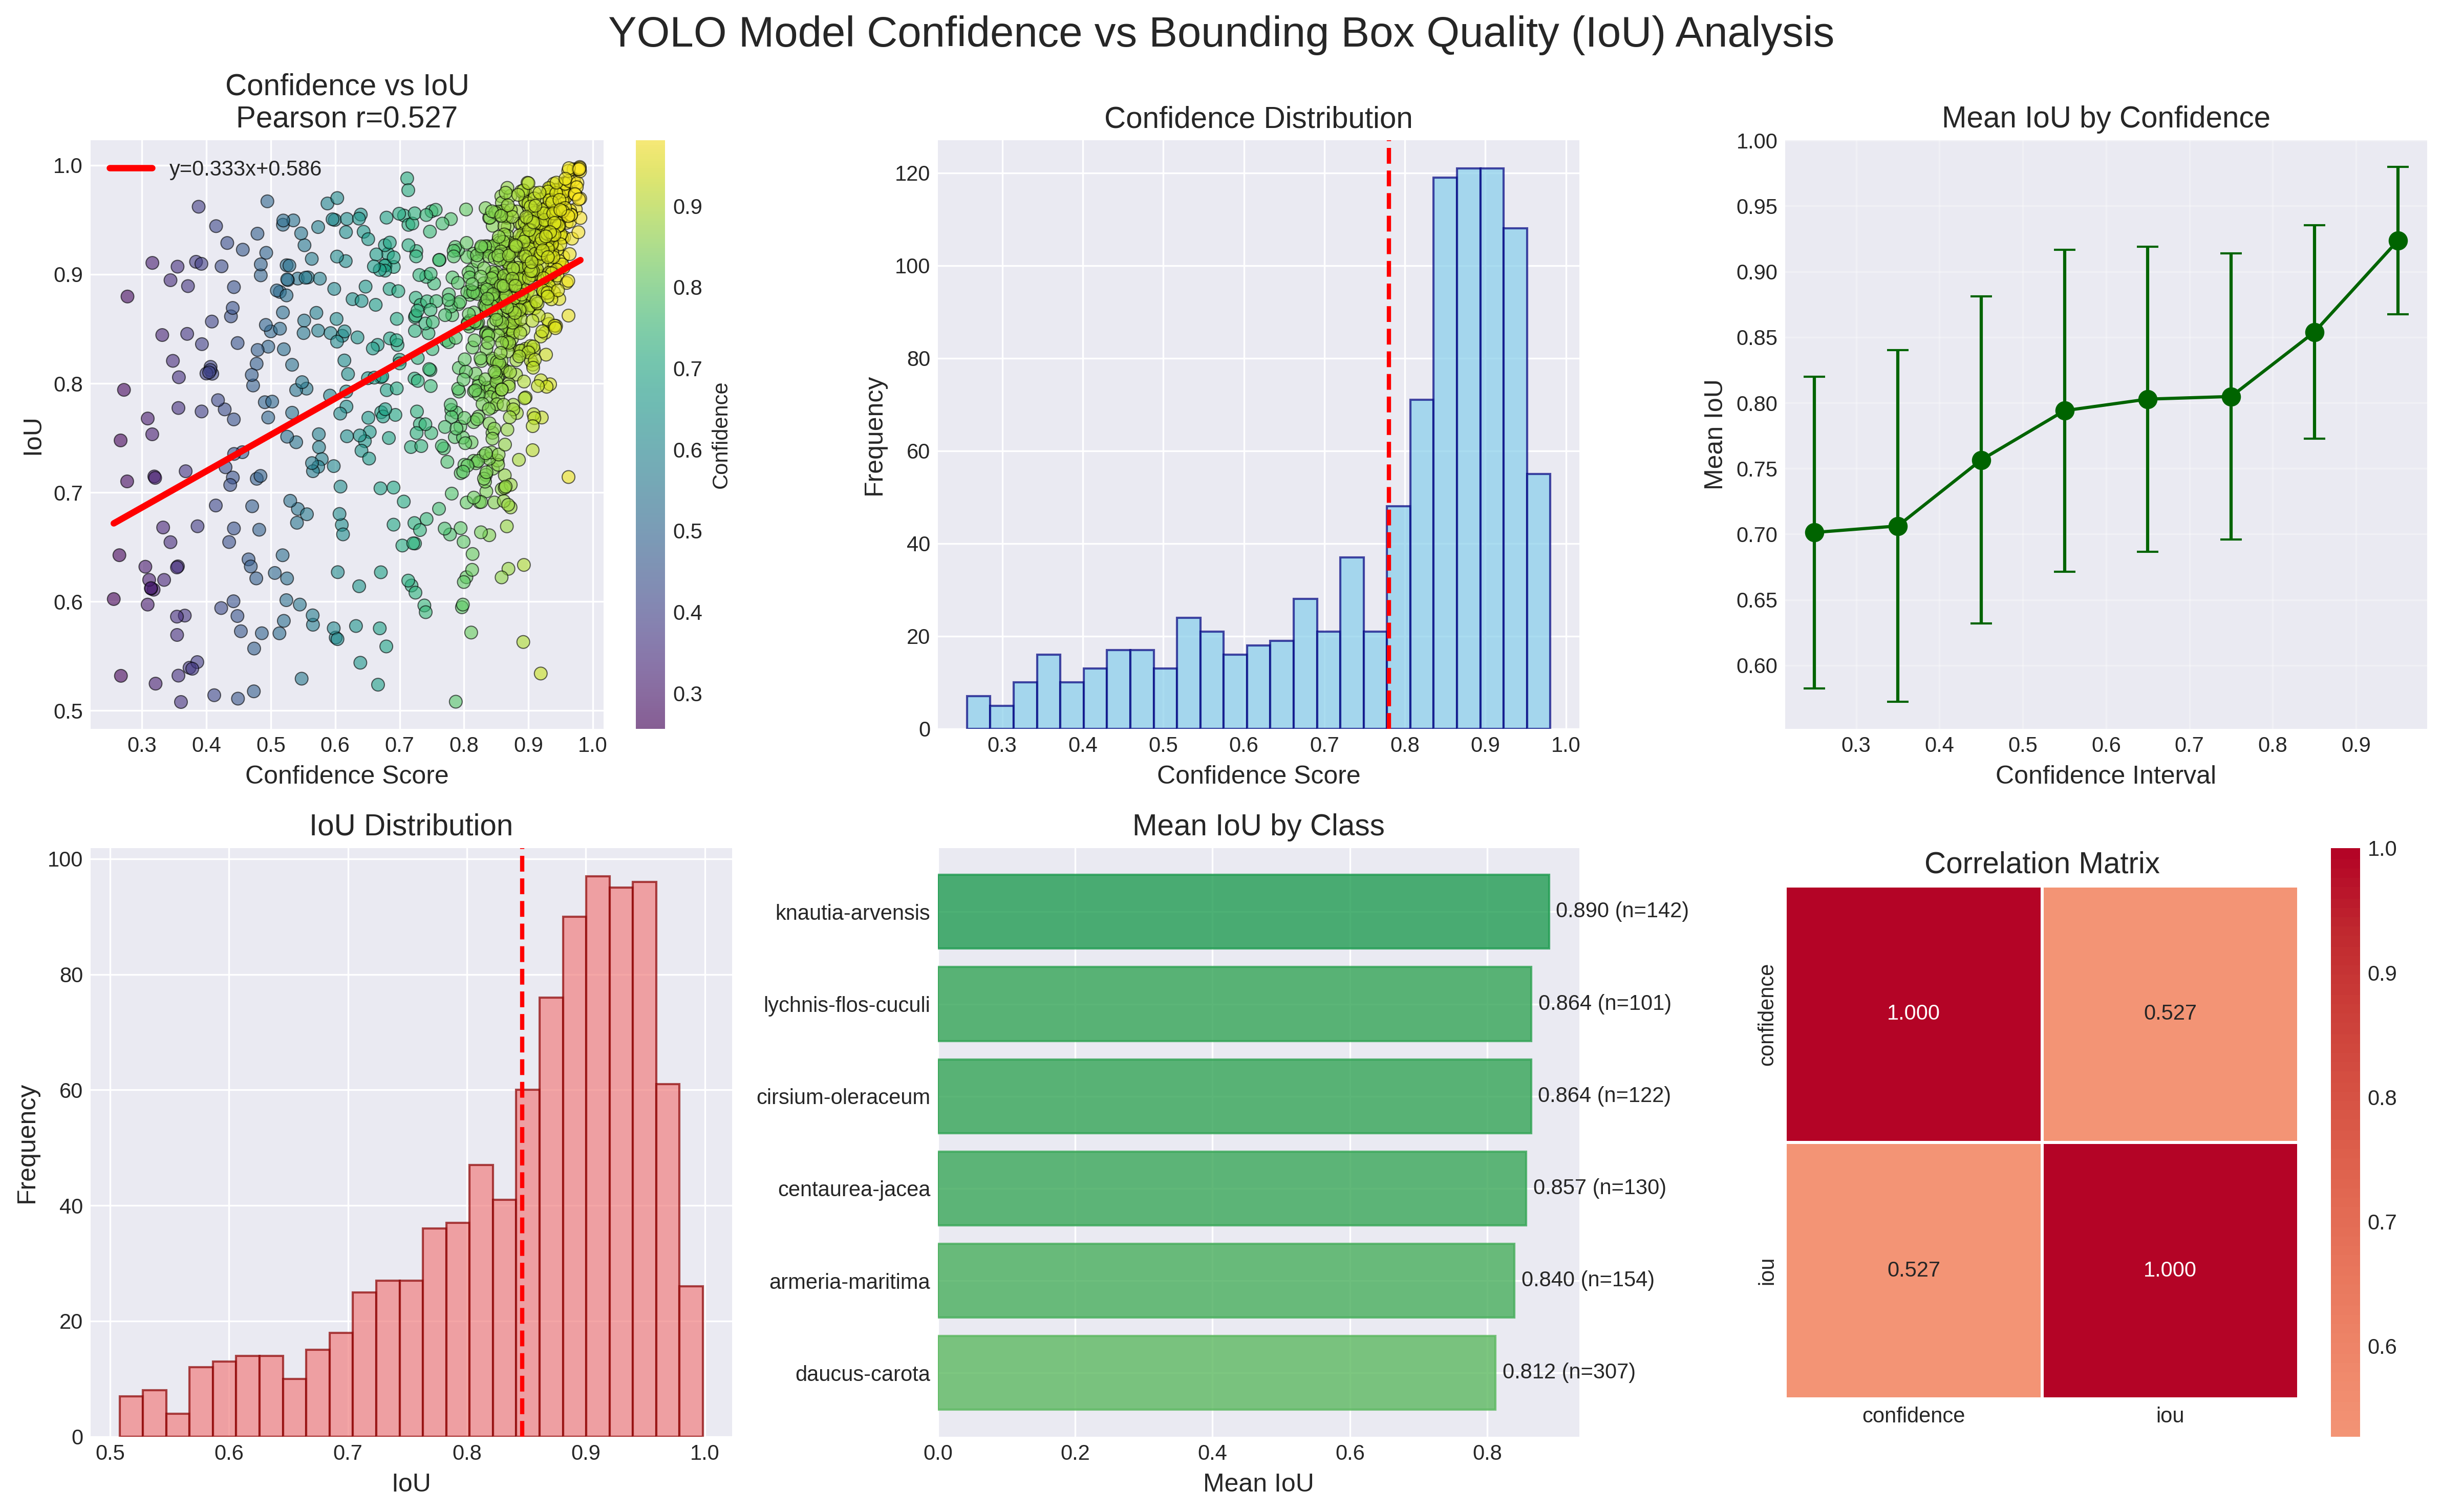 YOLO Model Confidence vs Bounding Box Quality (IoU) Analysis
Confidence vs IoU
Pearson r=0.527
y=0.333x+0.586
1.0
0.9
0.8
0.7
0.6
0.5
IoU
0.3 0.4 0.5 0.6 0.7 0.8 0.9 1.0
Confidence Score
0.9
0.8
0.7
0.6
0.5
0.4
0.3
Confidence
Confidence Distribution
120
100
80
60
40
20
0
Frequency
0.3 0.4 0.5 0.6 0.7 0.8 0.9 1.0
Confidence Score
Mean IoU by Confidence
1.00
0.95
0.90
0.85
0.80
0.75
0.70
0.65
0.60
Mean IoU
0.3 0.4 0.5 0.6 0.7 0.8 0.9
Confidence Interval
IoU Distribution
100
80
60
40
20
0
Frequency
0.5 0.6 0.7 0.8 0.9 1.0
IoU
Mean IoU by Class
knautia-arvensis 0.890 (n=142)
lychnis-flos-cuculi 0.864 (n=101)
cirsium-oleraceum 0.864 (n=122)
centaurea-jacea 0.857 (n=130)
armeria-maritima 0.840 (n=154)
daucus-carota 0.812 (n=307)
0.0 0.2 0.4 0.6 0.8
Mean IoU
Correlation Matrix
confidence
1.000 0.527
iou
0.527 1.000
confidence iou
1.0
0.9
0.8
0.7
0.6